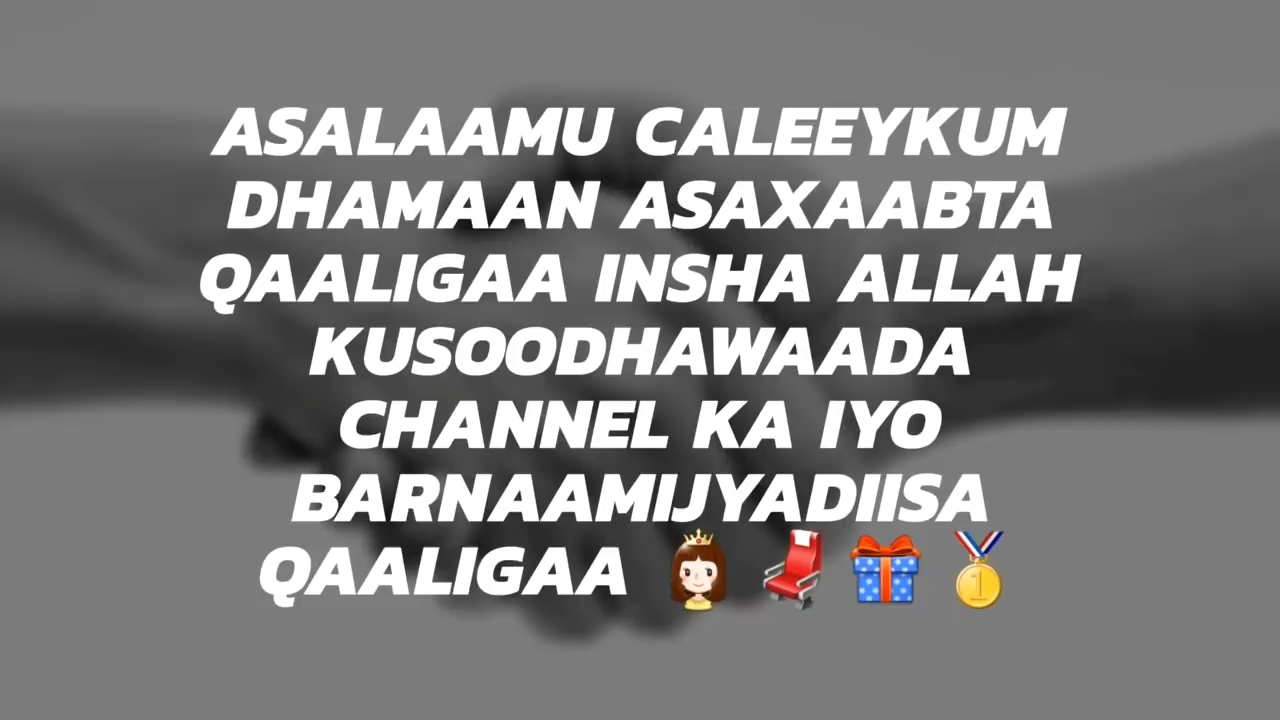 ASALAAMU CALEEYKUM
DHAMAAN ASAXAABTA
QAALIGAA INSHA ALLAH
KUSOODHAWAADA
CHANNEL KA IYO
BARNAAMIJYADIISA
QAALIGAA 👸 💺 🎁 🥇